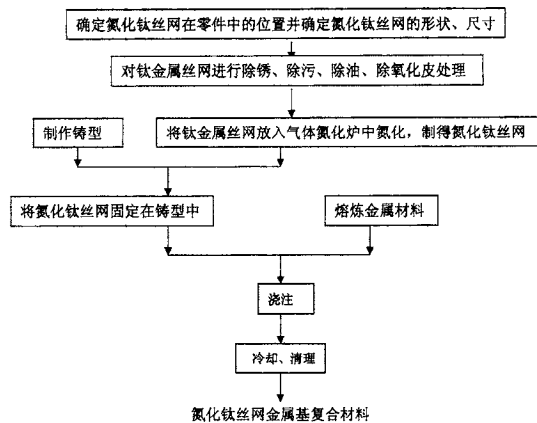 确定氮化钛丝网在零件中的位置并确定氮化钛丝网的形状、尺寸
对钛金属丝网进行除锈、除污、除油、除氧化皮处理
制作铸型
将钛金属丝网放入气体氮化炉中氮化，制得氮化钛丝网
将氮化钛丝网固定在铸型中
熔炼金属材料
浇注
冷却、清理
氮化钛丝网金属基复合材料